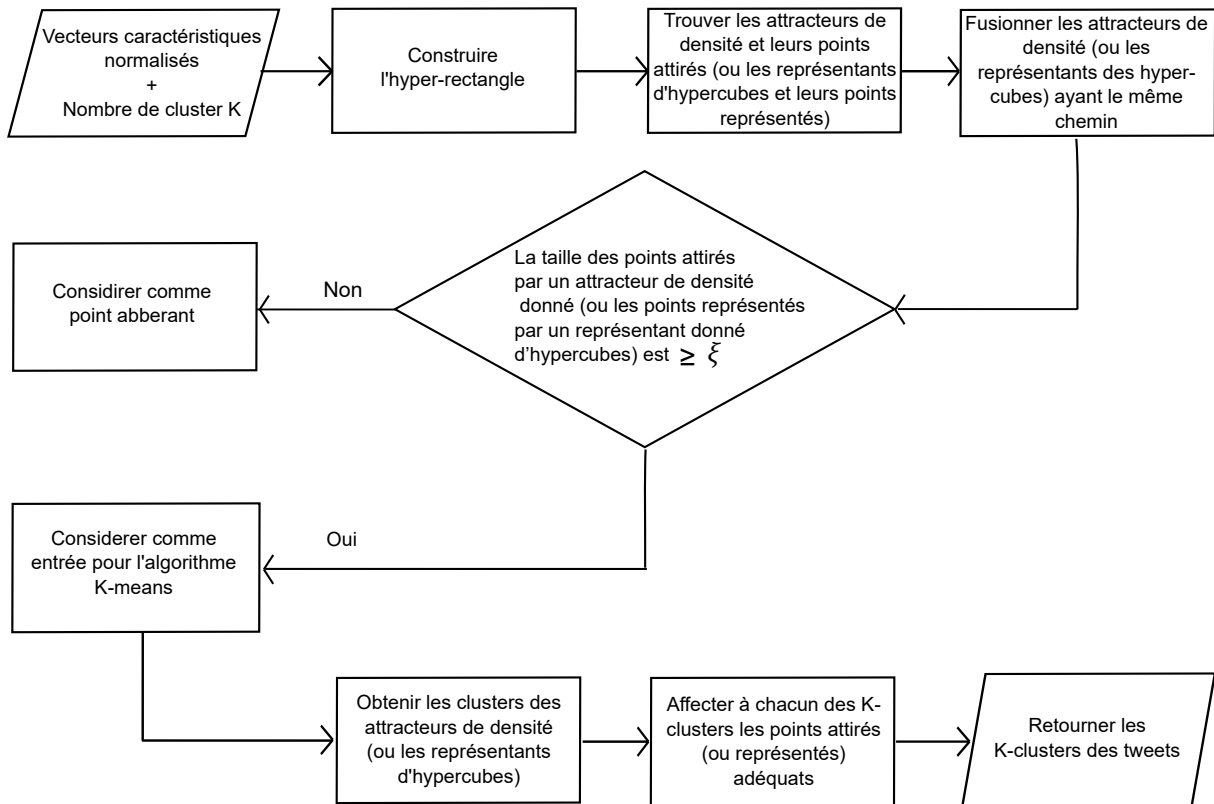 Vecteurs caractéristiques
normalisés
+
Nombre de cluster K
Construire
l'hyper-rectangle
Trouver les attracteurs de
densité et leurs points
attirés (ou les représentants
d'hypercubes et leurs points
représentés)
Fusionner les attracteurs de
densité (ou les
représentants des hyper-
cubes) ayant le même
chemin
La taille des points attirés
par un attracteur de densité
donné (ou les points représentés
par un représentant donné
d'hypercubes) est ≥ ξ
Non
Considirer comme
point abberant
Oui
Considerer comme
entrée pour l'algorithme
K-means
Obtenir les clusters des
attracteurs de densité
(ou les représentants
d'hypercubes)
Affecter à chacun des K-
clusters les points attirés
(ou représentés)
adéquats
Retourner les
K-clusters des tweets